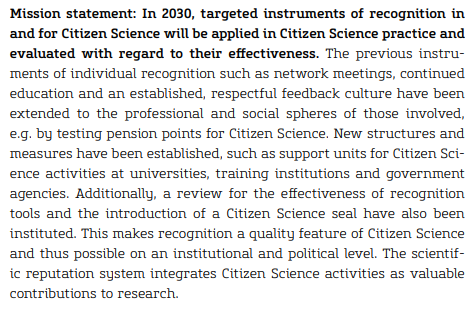 Mission statement: In 2030, targeted instruments of recognition in
and for Citizen Science will be applied in Citizen Science practice and
evaluated with regard to their effectiveness. The previous instru-
ments of individual recognition such as network meetings, continued
education and an established, respectful feedback culture have been
extended to the professional and social spheres of those involved,
e.g. by testing pension points for Citizen Science. New structures and
measures have been established, such as support units for Citizen Sci-
ence activities at universities, training institutions and government
agencies. Additionally, a review for the effectiveness of recognition
tools and the introduction of a Citizen Science seal have also been
instituted. This makes recognition a quality feature of Citizen Science
and thus possible on an institutional and political level. The scientif-
ic reputation system integrates Citizen Science activities as valuable
contributions to research.